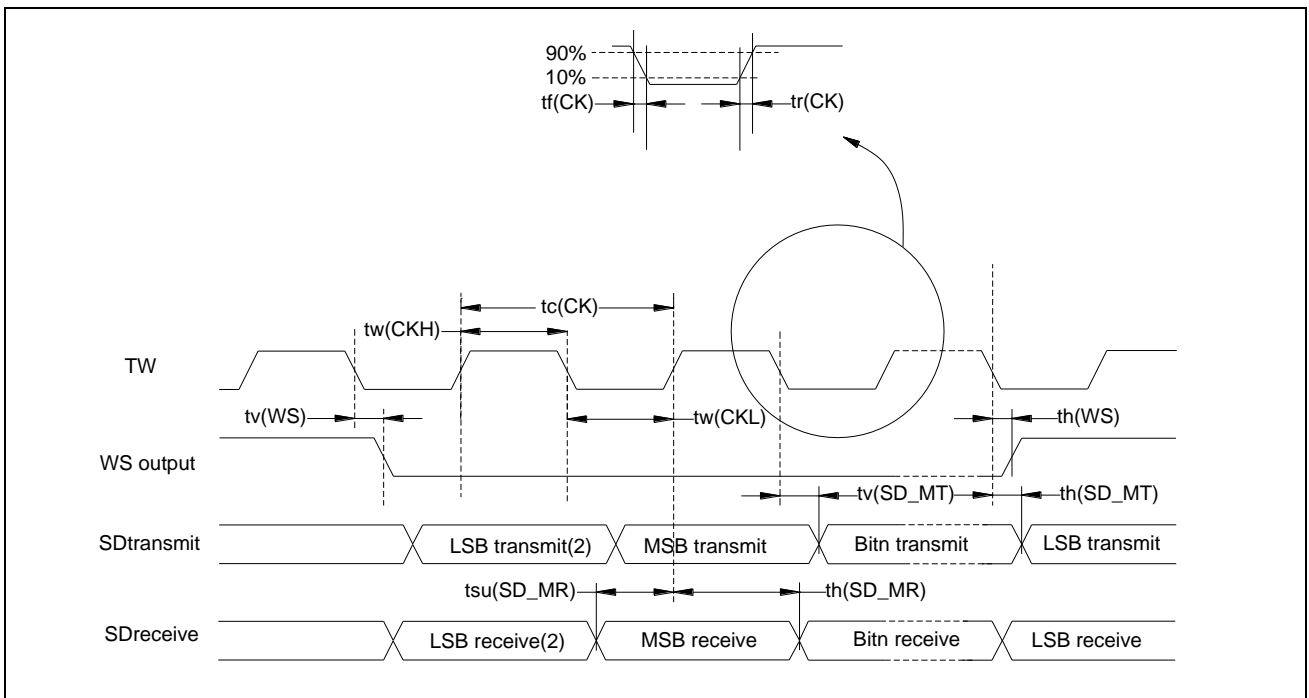 90%
10%
tf(CK)
tr(CK)
tc(CK)
tw(CKH)
TW
tv(WS)
tw(CKL)
th(WS)
WS output
tv(SD_MT)
th(SD_MT)
SDtransmit
LSB transmit(2)
MSB transmit
Bitn transmit
LSB transmit
tsu(SD_MR)
th(SD_MR)
SDreceive
LSB receive(2)
MSB receive
Bitn receive
LSB receive